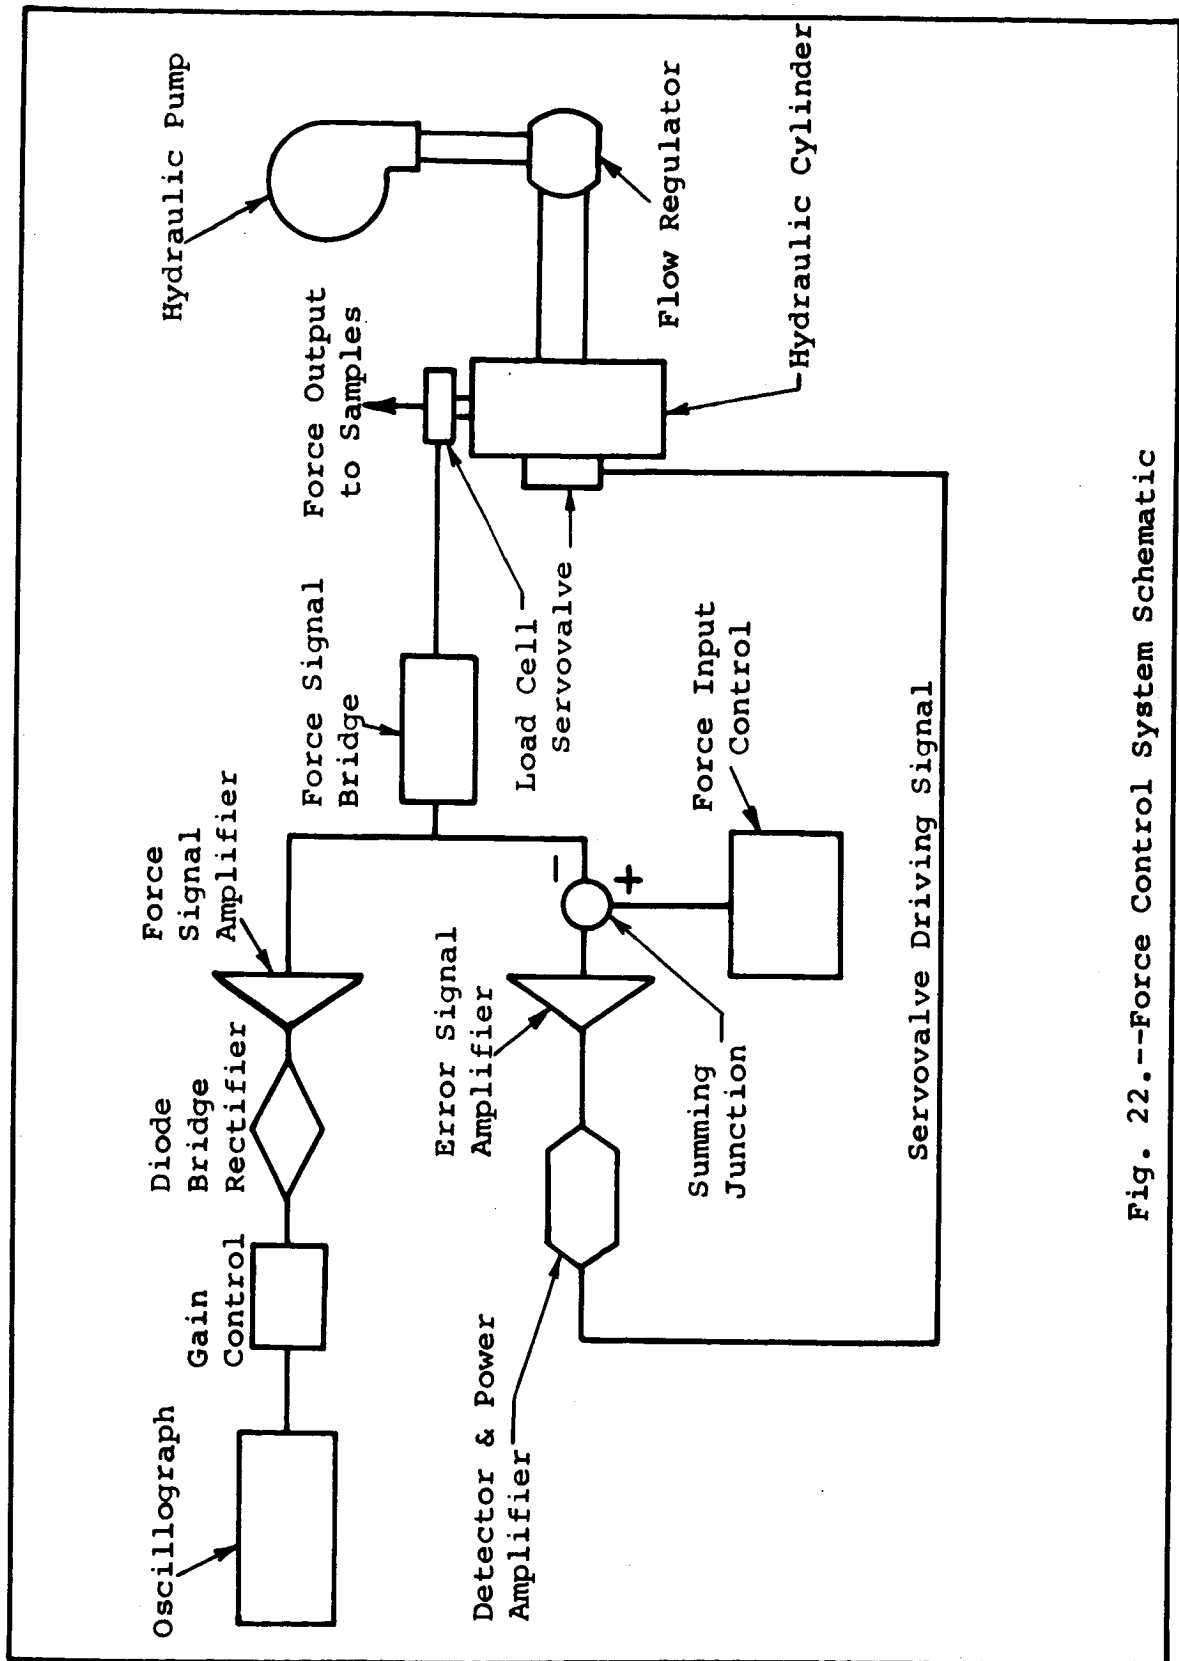 Hydraulic Pump
Force Output
to Samples
Flow Regulator
Hydraulic Cylinder
Force Signal
Bridge
Load Cell
Servovalve
Force Input
Control
Force
Signal
Amplifier
Diode
Bridge
Rectifier
Gain
Control
Oscillograph
-
+
Error Signal
Amplifier
Summing
Junction
Detector & Power
Amplifier
Servovalve Driving Signal
Fig. 22.--Force Control System Schematic